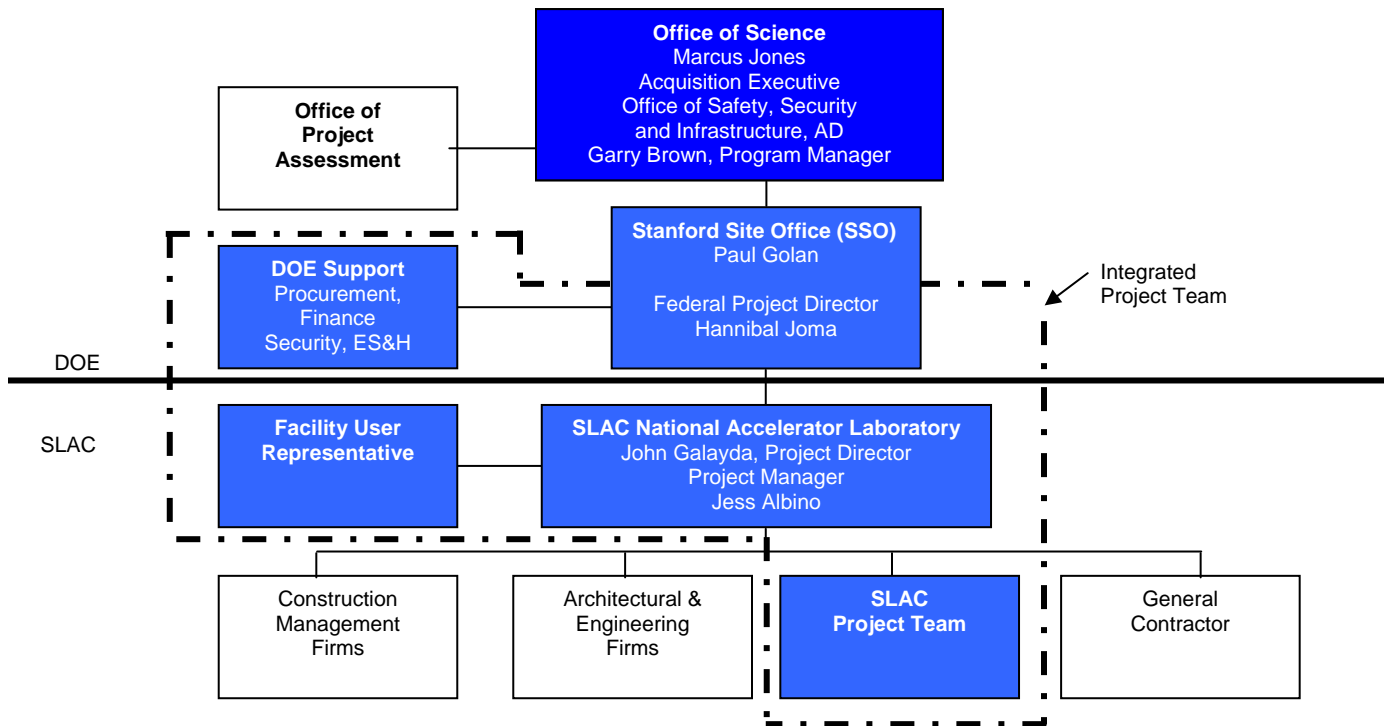 Office of Science
Marcus Jones
Acquisition Executive
Office of Safety, Security
and Infrastructure, AD
Garry Brown, Program Manager
Office of
Project
Assessment
Stanford Site Office (SSO)
Paul Golan
Federal Project Director
Hannibal Joma
DOE Support
Procurement,
Finance
Security, ES&H
Integrated
Project Team
DOE
SLAC
Facility User
Representative
SLAC National Accelerator Laboratory
John Galayda, Project Director
Project Manager
Jess Albino
Construction
Management
Firms
Architectural &
Engineering
Firms
SLAC
Project Team
General
Contractor